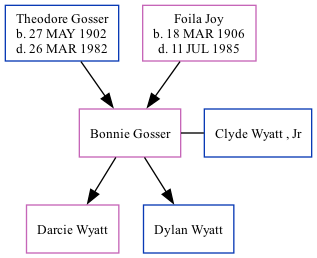 Theodore Gosser
b. 27 MAY 1902
d. 26 MAR 1982
Foila Joy
b. 18 MAR 1906
d. 11 JUL 1985
Bonnie Gosser
Clyde Wyatt , Jr
Darcie Wyatt
Dylan Wyatt